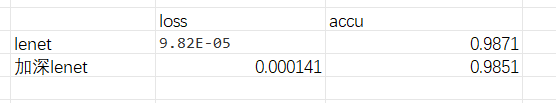 loss accu
lenet 9.82E-05 0.9871
加深lenet 0.000141 0.9851